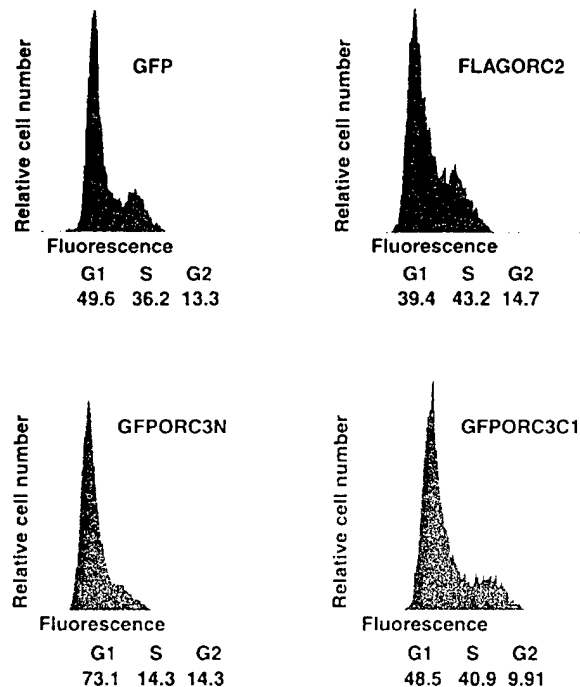 Relative cell number
GFP
Fluorescence
G1 S G2
49.6 36.2 13.3
Relative cell number
FLAGORC2
Fluorescence
G1 S G2
39.4 43.2 14.7
Relative cell number
GFPORC3N
Fluorescence
G1 S G2
73.1 14.3 14.3
Relative cell number
GFPORC3C1
Fluorescence
G1 S G2
48.5 40.9 9.91